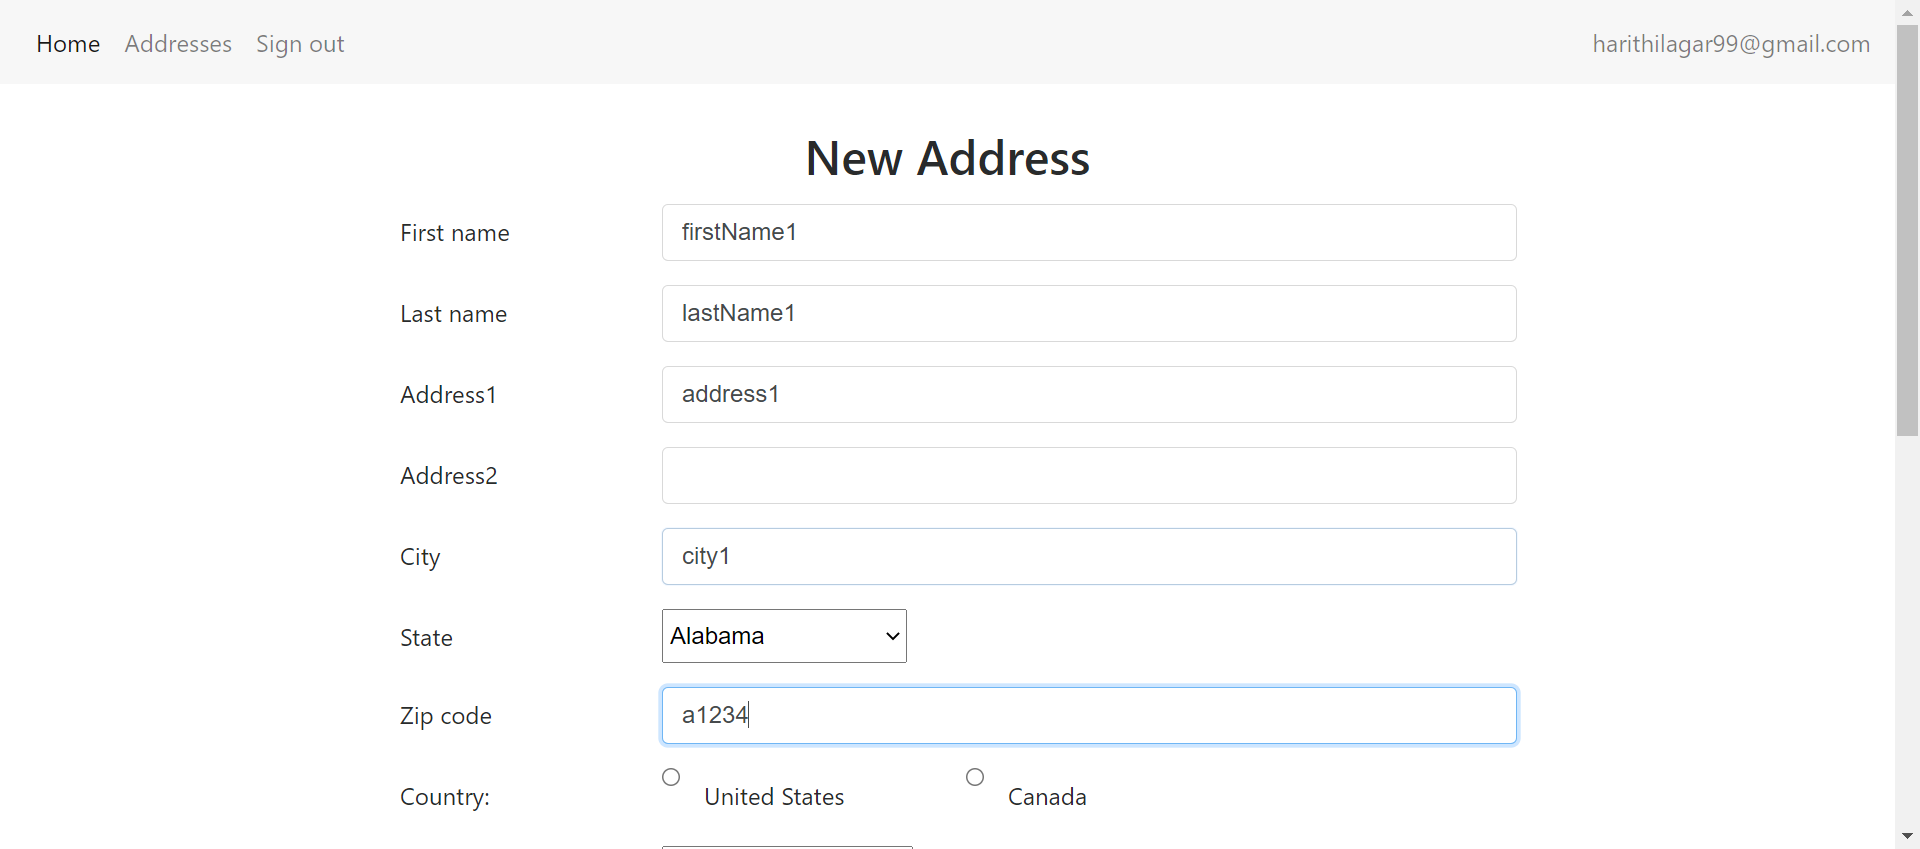 Home Addresses Sign out harithilagar99@gmail.com
New Address
First name firstName1
Last name lastName1
Address1 address1
Address2
City city1
State Alabama
Zip code a1234
Country: United States Canada